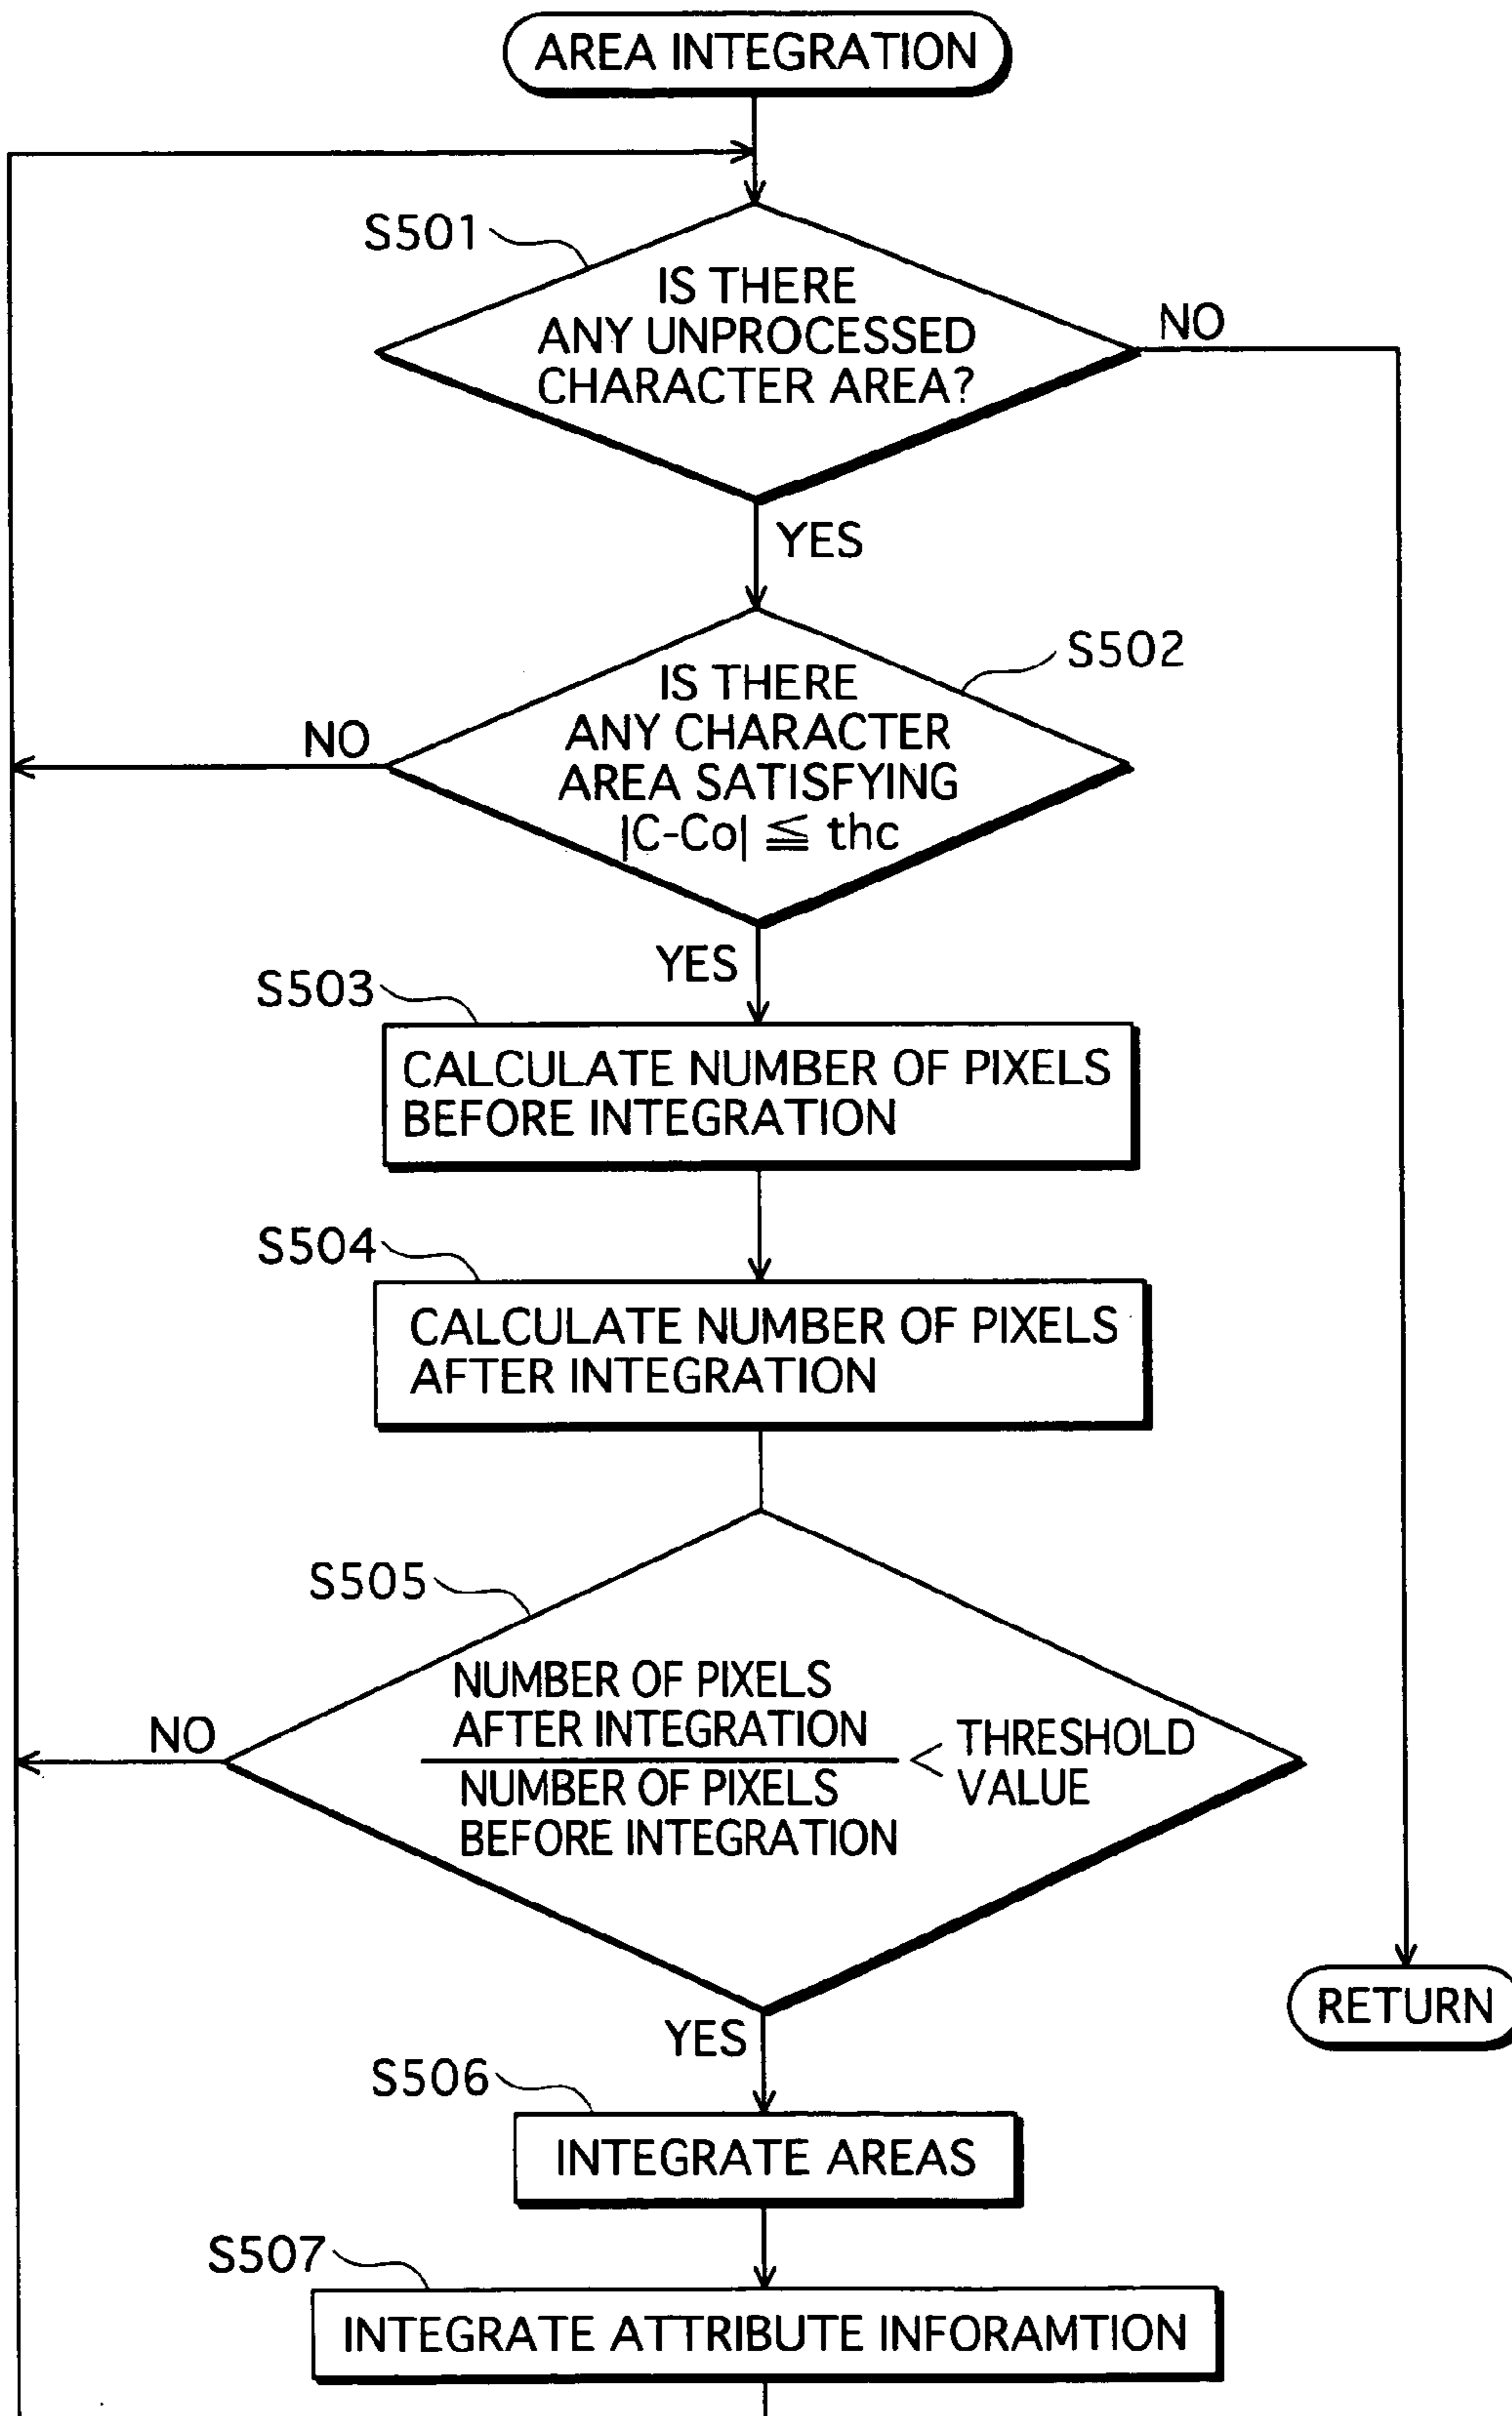 AREA INTEGRATION
S501
IS THERE
ANY UNPROCESSED
CHARACTER AREA?
NO
YES
S502
IS THERE
ANY CHARACTER
AREA SATISFYING
|C-Co| ≦ thc
NO
YES
S503
CALCULATE NUMBER OF PIXELS
BEFORE INTEGRATION
S504
CALCULATE NUMBER OF PIXELS
AFTER INTEGRATION
S505
NUMBER OF PIXELS
AFTER INTEGRATION
NUMBER OF PIXELS
BEFORE INTEGRATION
< THRESHOLD
VALUE
NO
YES
RETURN
S506
INTEGRATE AREAS
S507
INTEGRATE ATTRIBUTE INFORAMTION